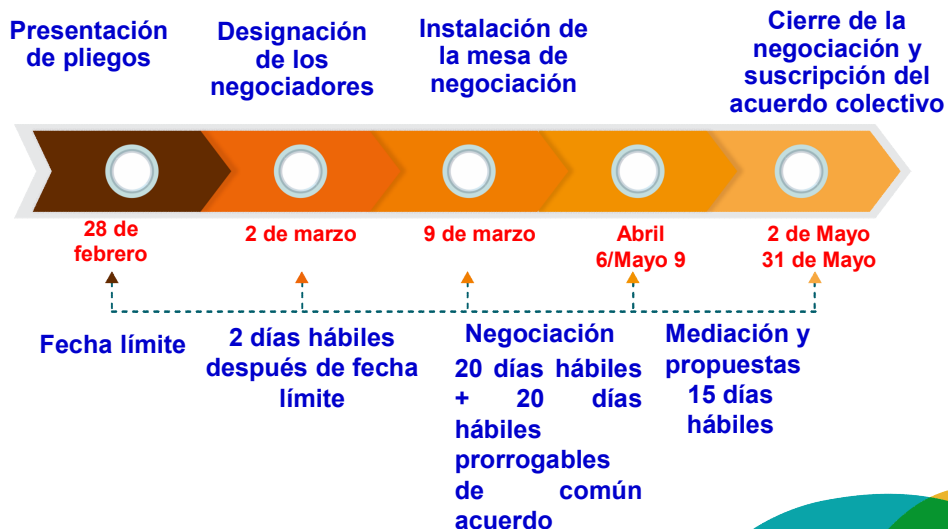 Presentación
de pliegos
Designación
de los
negociadores
Instalación de
la mesa de
negociación
Cierre de la
negociación y
suscripción del
acuerdo colectivo
28 de
febrero
2 de marzo
9 de marzo
Abril
6/Mayo 9
2 de Mayo
31 de Mayo
Fecha límite
2 días hábiles
después de fecha
límite
Negociación
20 días hábiles
+ 20 días
hábiles
prorrogables
de común
acuerdo
Mediación y
propuestas
15 días
hábiles